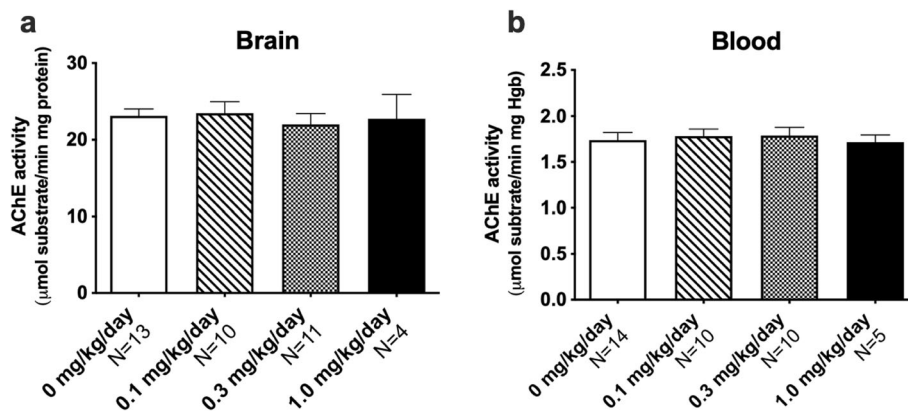 a
Brain
AChE activity
(μmol substrate/min mg protein)
30
20
10
0
0 mg/kg/day
N=13
0.1 mg/kg/day
N=10
0.3 mg/kg/day
N=11
1.0 mg/kg/day
N=4
b
Blood
AChE activity
(μmol subtrate/min mg Hgb)
2.5
2.0
1.5
1.0
0.5
0.0
0 mg/kg/day
N=14
0.1 mg/kg/day
N=10
0.3 mg/kg/day
N=10
1.0 mg/kg/day
N=5